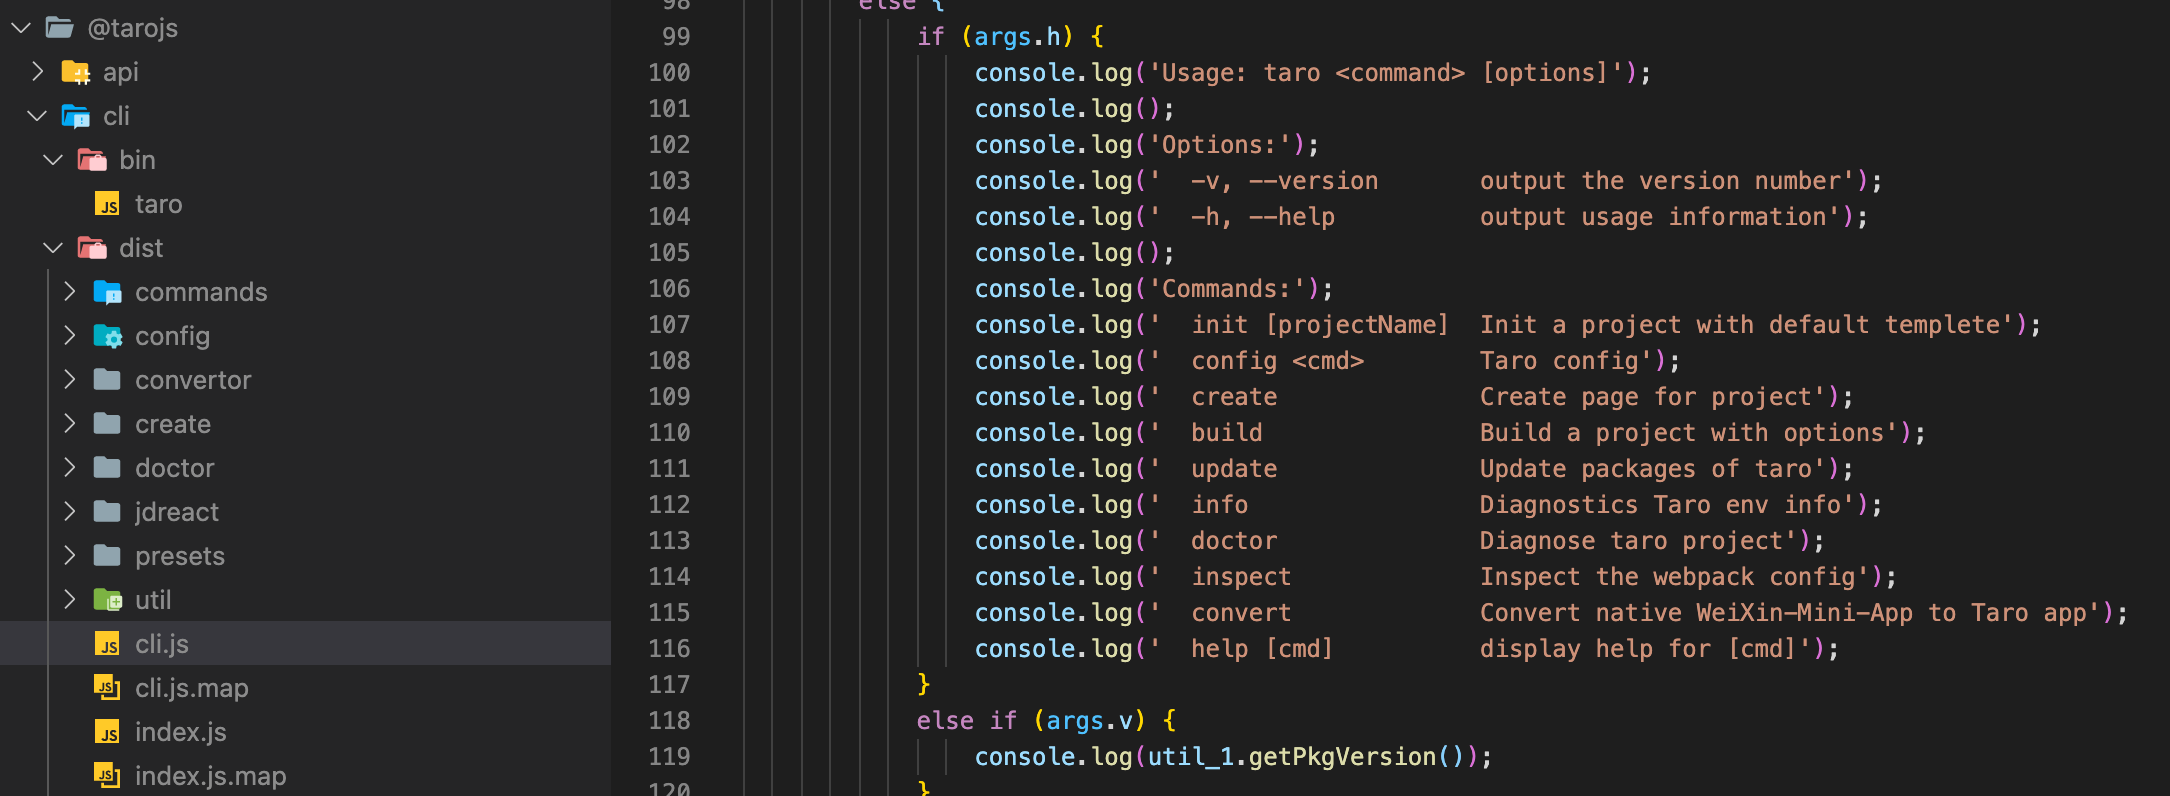 @tarojs
api
cli
bin
taro
dist
commands
config
convertor
create
doctor
jdreact
presets
util
cli.js
cli.js.map
index.js
index.js.map
98 else {
99 if (args.h) {
100 console.log('Usage: taro <command> [options]');
101 console.log();
102 console.log('Options:');
103 console.log('  -v, --version       output the version number');
104 console.log('  -h, --help          output usage information');
105 console.log();
106 console.log('Commands:');
107 console.log('  init [projectName]  Init a project with default templete');
108 console.log('  config <cmd>        Taro config');
109 console.log('  create              Create page for project');
110 console.log('  build               Build a project with options');
111 console.log('  update              Update packages of taro');
112 console.log('  info                Diagnostics Taro env info');
113 console.log('  doctor              Diagnose taro project');
114 console.log('  inspect             Inspect the webpack config');
115 console.log('  convert             Convert native WeiXin-Mini-App to Taro app');
116 console.log('  help [cmd]          display help for [cmd]');
117 }
118 else if (args.v) {
119 console.log(util_1.getPkgVersion());
120 }